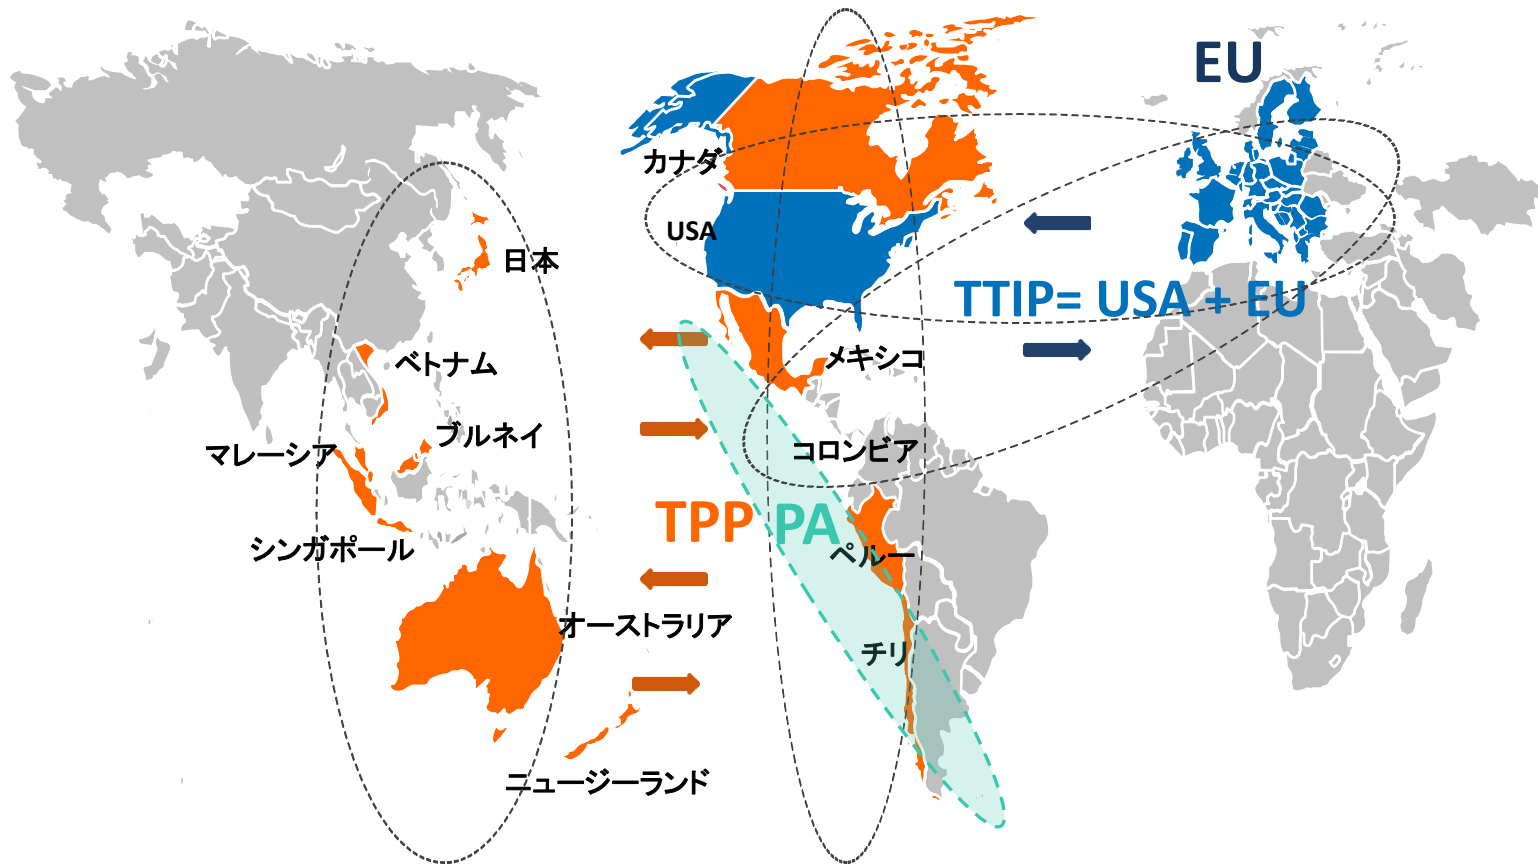 EU
カナダ
USA
日本
TTIP= USA + EU
ベトナム
メキシコ
ブルネイ
マレーシア
コロンビア
TPP
PA
シンガポール
ペルー
オーストラリア
チリ
ニュージーランド